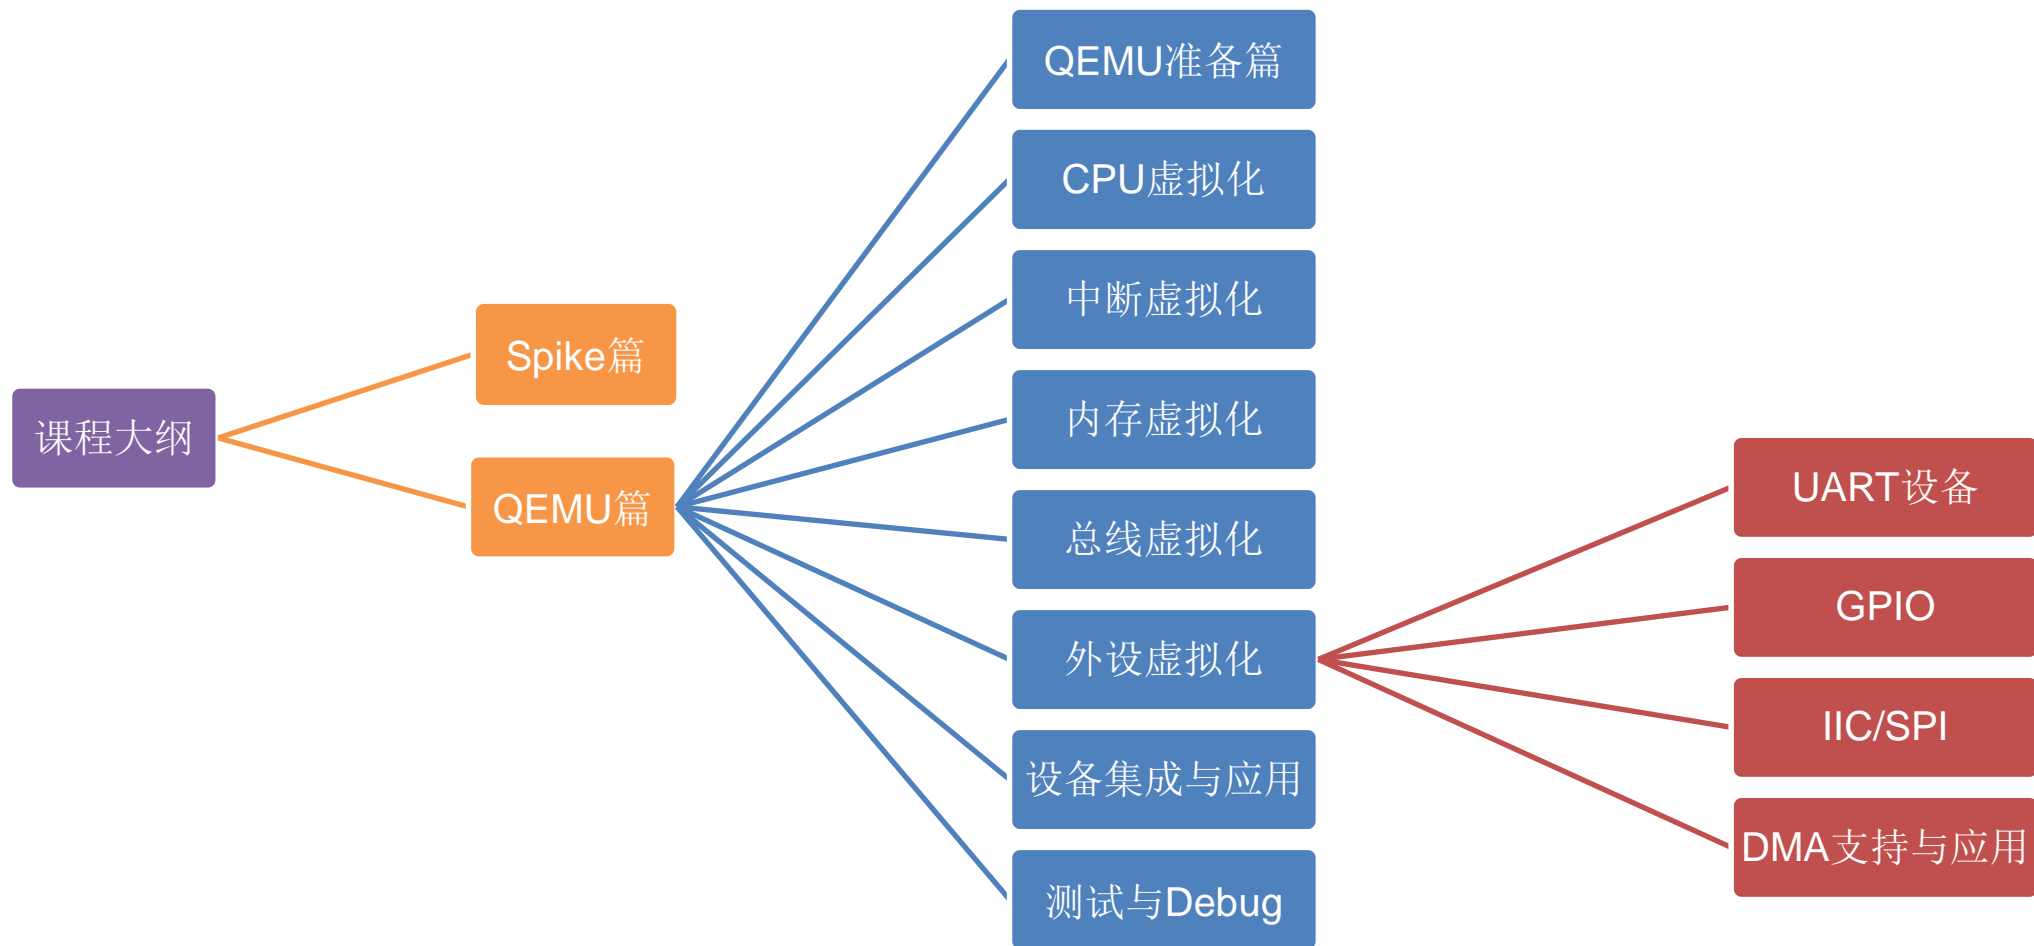 课程大纲
Spike篇
QEMU篇
QEMU准备篇
CPU虚拟化
中断虚拟化
内存虚拟化
总线虚拟化
外设虚拟化
设备集成与应用
测试与Debug
UART设备
GPIO
IIC/SPI
DMA支持与应用